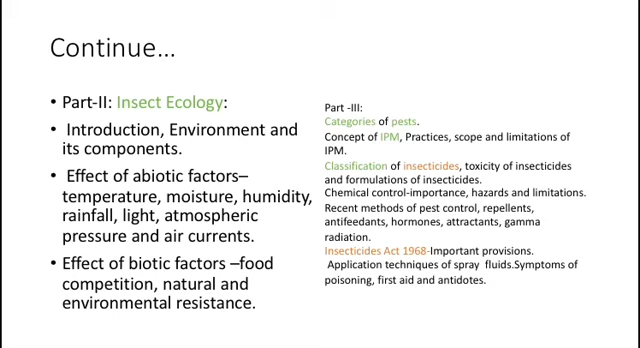 Continue…
• Part-II: Insect Ecology:
• Introduction, Environment and
its components.
• Effect of abiotic factors–
temperature, moisture, humidity,
rainfall, light, atmospheric
pressure and air currents.
• Effect of biotic factors –food
competition, natural and
environmental resistance.
Part -III:
Categories of pests.
Concept of IPM, Practices, scope and limitations of
IPM.
Classification of insecticides, toxicity of insecticides
and formulations of insecticides.
Chemical control-importance, hazards and limitations.
Recent methods of pest control, repellents,
antifeedants, hormones, attractants, gamma
radiation.
Insecticides Act 1968-Important provisions.
Application techniques of spray fluids.Symptoms of
poisoning, first aid and antidotes.